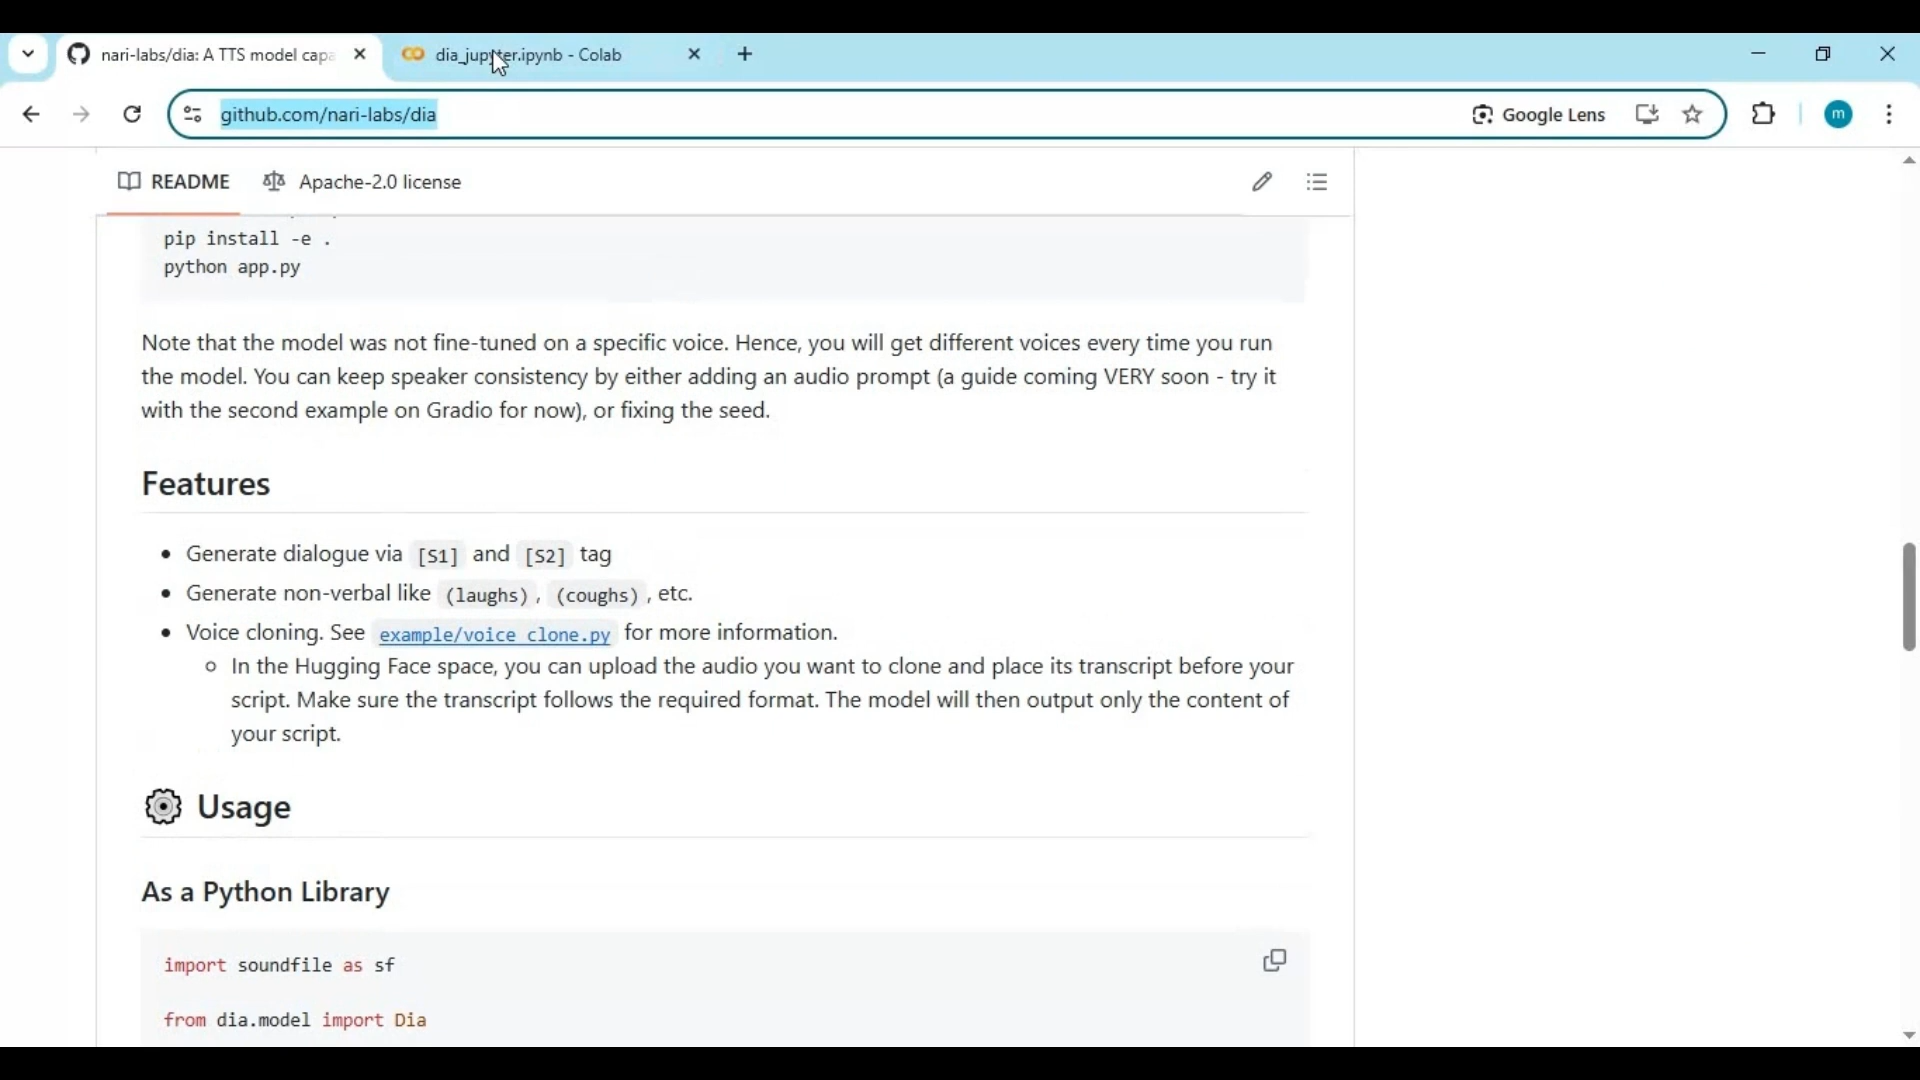 nari-labs/dia: A TTS model capa
dia_jupyter.ipynb - Colab
github.com/nari-labs/dia
Google Lens
m
README
Apache-2.0 license
pip install -e .
python app.py
Note that the model was not fine-tuned on a specific voice. Hence, you will get different voices every time you run
the model. You can keep speaker consistency by either adding an audio prompt (a guide coming VERY soon - try it
with the second example on Gradio for now), or fixing the seed.
Features
Generate dialogue via [S1] and [S2] tag
Generate non-verbal like (laughs), (coughs), etc.
Voice cloning. See example/voice_clone.py for more information.
In the Hugging Face space, you can upload the audio you want to clone and place its transcript before your
script. Make sure the transcript follows the required format. The model will then output only the content of
your script.
Usage
As a Python Library
import soundfile as sf
from dia.model import Dia